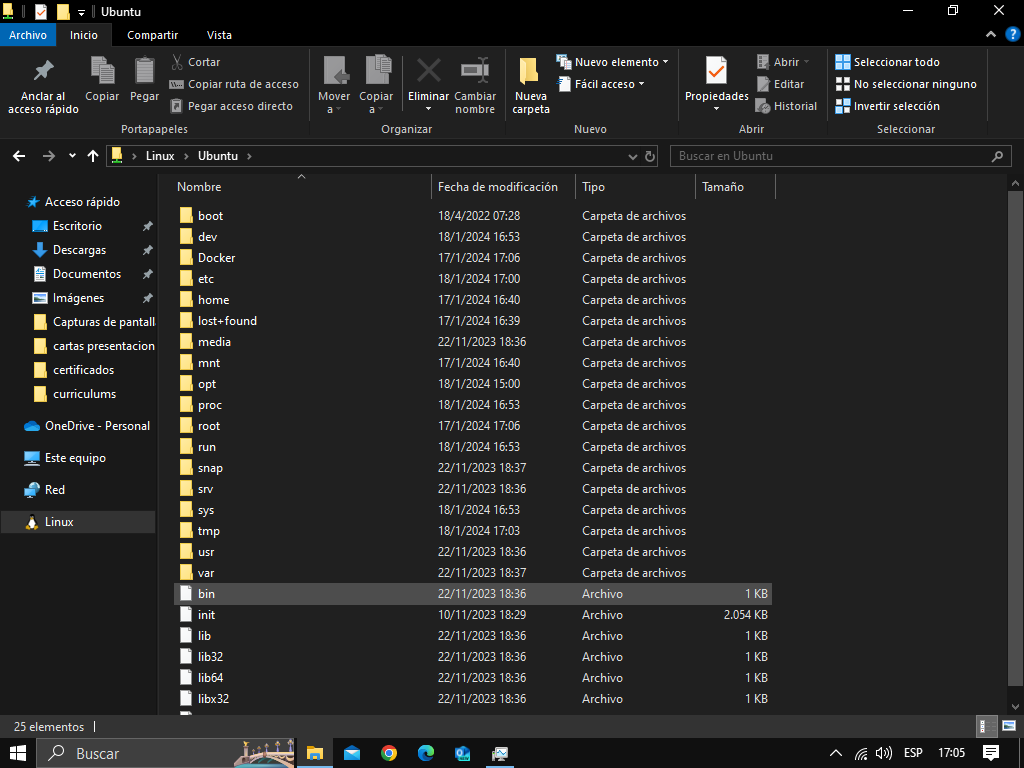 Ubuntu
Archivo Inicio Compartir Vista
Anclar al acceso rápido
Copiar
Pegar
Cortar
Copiar ruta de acceso
Pegar acceso directo
Portapapeles
Mover a
Copiar a
Eliminar
Cambiar nombre
Organizar
Nueva carpeta
Nuevo elemento
Fácil acceso
Nuevo
Propiedades
Abrir
Editar
Historial
Abrir
Seleccionar todo
No seleccionar ninguno
Invertir selección
Seleccionar
Linux > Ubuntu >
Buscar en Ubuntu
Acceso rápido
Escritorio
Descargas
Documentos
Imágenes
Capturas de pantall
cartas presentacion
certificados
curriculums
OneDrive - Personal
Este equipo
Red
Linux
Nombre Fecha de modificación Tipo Tamaño
boot 18/4/2022 07:28 Carpeta de archivos
dev 18/1/2024 16:53 Carpeta de archivos
Docker 17/1/2024 17:06 Carpeta de archivos
etc 18/1/2024 17:00 Carpeta de archivos
home 17/1/2024 16:40 Carpeta de archivos
lost+found 17/1/2024 16:39 Carpeta de archivos
media 22/11/2023 18:36 Carpeta de archivos
mnt 17/1/2024 16:40 Carpeta de archivos
opt 18/1/2024 15:00 Carpeta de archivos
proc 18/1/2024 16:53 Carpeta de archivos
root 17/1/2024 17:06 Carpeta de archivos
run 18/1/2024 16:53 Carpeta de archivos
snap 22/11/2023 18:37 Carpeta de archivos
srv 22/11/2023 18:36 Carpeta de archivos
sys 18/1/2024 16:53 Carpeta de archivos
tmp 18/1/2024 17:03 Carpeta de archivos
usr 22/11/2023 18:36 Carpeta de archivos
var 22/11/2023 18:37 Carpeta de archivos
bin 22/11/2023 18:36 Archivo 1 KB
init 10/11/2023 18:29 Archivo 2.054 KB
lib 22/11/2023 18:36 Archivo 1 KB
lib32 22/11/2023 18:36 Archivo 1 KB
lib64 22/11/2023 18:36 Archivo 1 KB
libx32 22/11/2023 18:36 Archivo 1 KB
25 elementos
Buscar
ESP 17:05